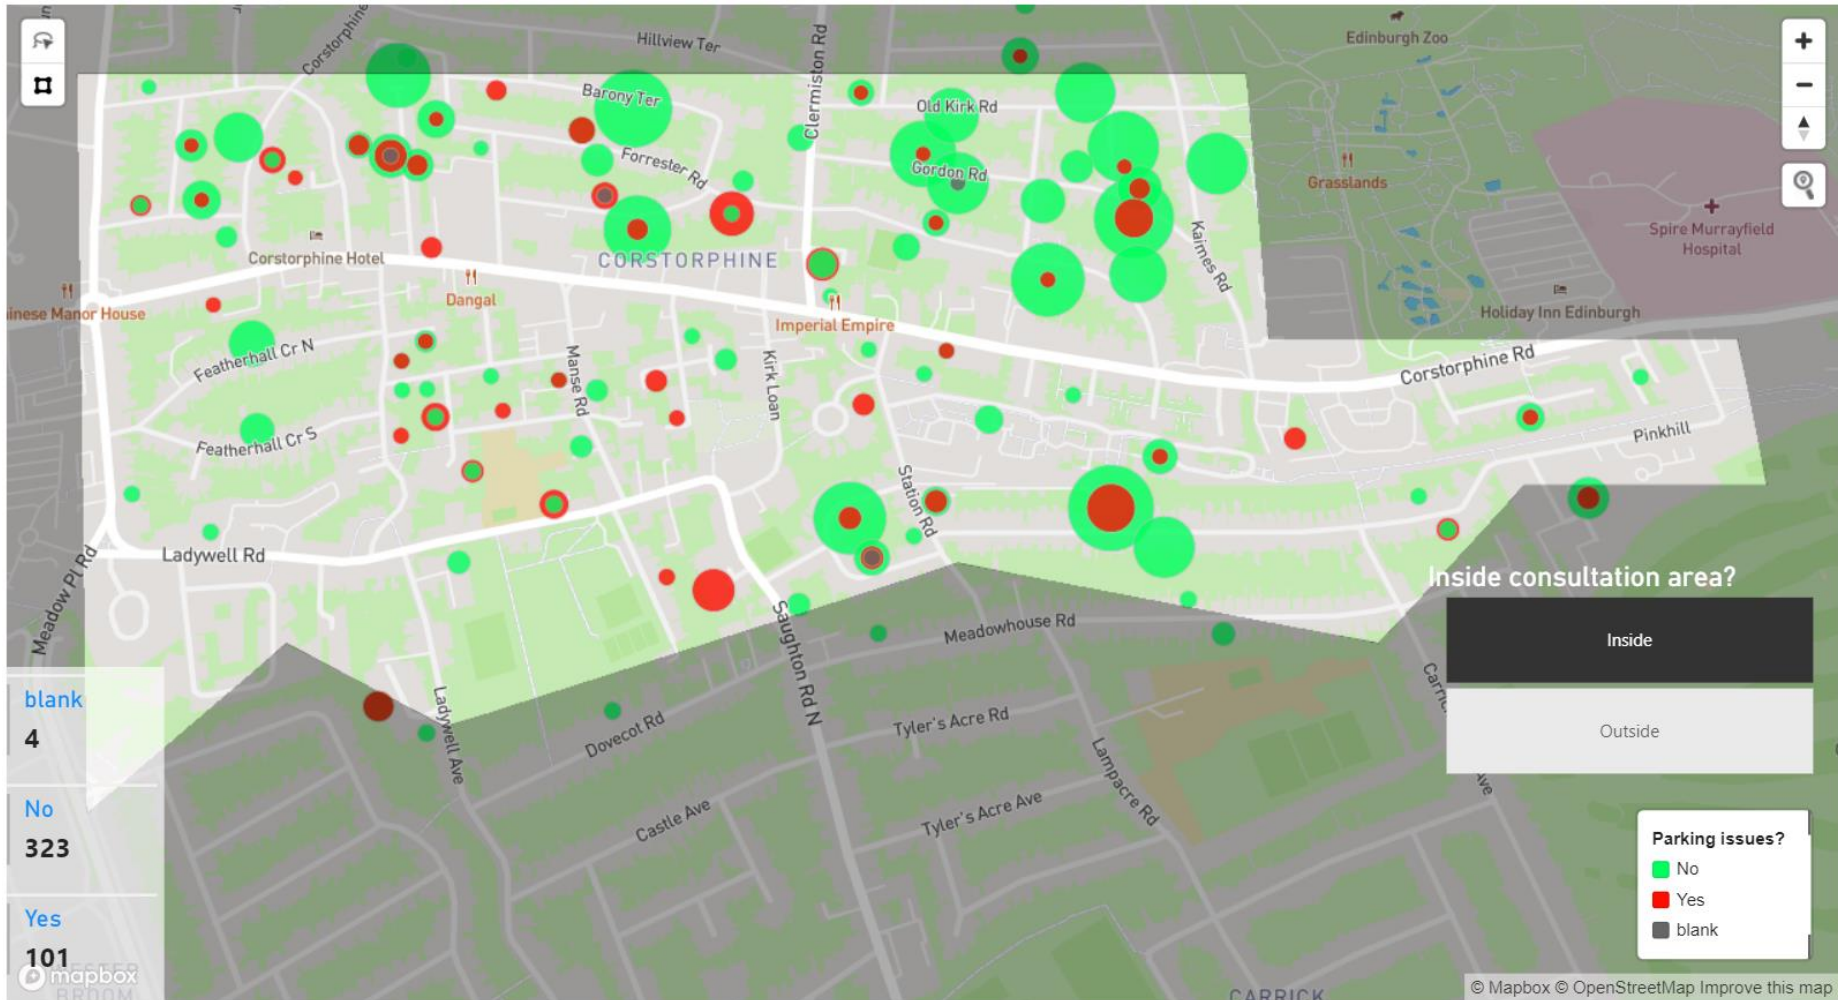 Hillview Ter
Corstorphine
Clermiston Rd
Edinburgh Zoo
Barony Ter
Old Kirk Rd
Forrester Rd
Gordon Rd
Grasslands
Spire Murrayfield
Hospital
Kaimes Rd
Corstorphine Hotel
CORSTORPHINE
Dangal
inese Manor House
Imperial Empire
Holiday Inn Edinburgh
Featherhall Cr N
Manse Rd
Kirk Loan
Corstorphine Rd
Featherhall Cr S
Pinkhill
Station Rd
Ladywell Rd
Meadow Pl Rd
Inside consultation area?
Inside
Outside
Saughton Rd N
Meadowhouse Rd
Ladywell Ave
Dovecot Rd
Tyler's Acre Rd
Lampacre Rd
Carric
Ave
Castle Ave
Tyler's Acre Ave
blank
4
No
323
Yes
101
Parking issues?
No
Yes
blank
mapbox
BROOM
CARRICK
© Mapbox © OpenStreetMap Improve this map